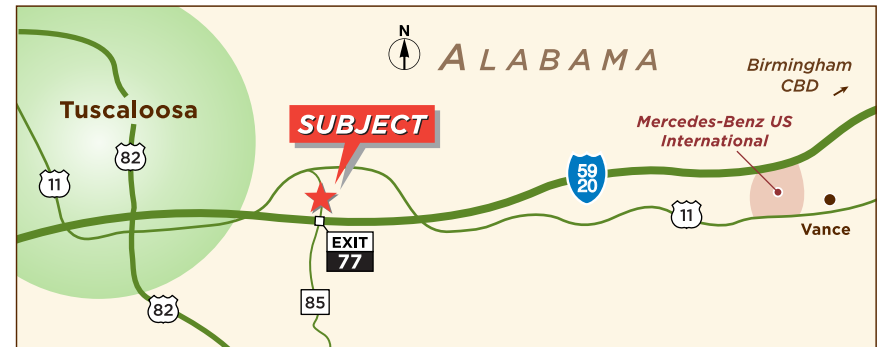 N
ALABAMA
Birmingham
CBD
Tuscaloosa
SUBJECT
Mercedes-Benz US
International
82
11
59
20
11
Vance
EXIT
77
85
82